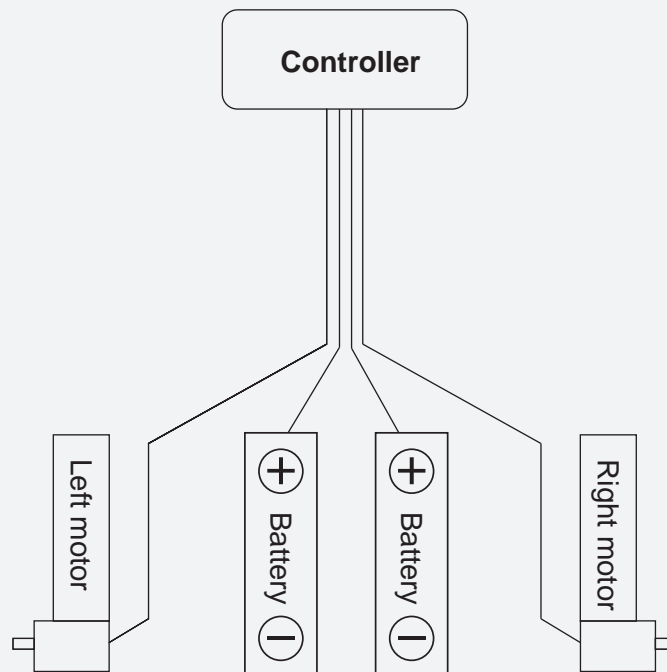 Controller
Left motor
+
Battery
−
+
Battery
−
Right motor